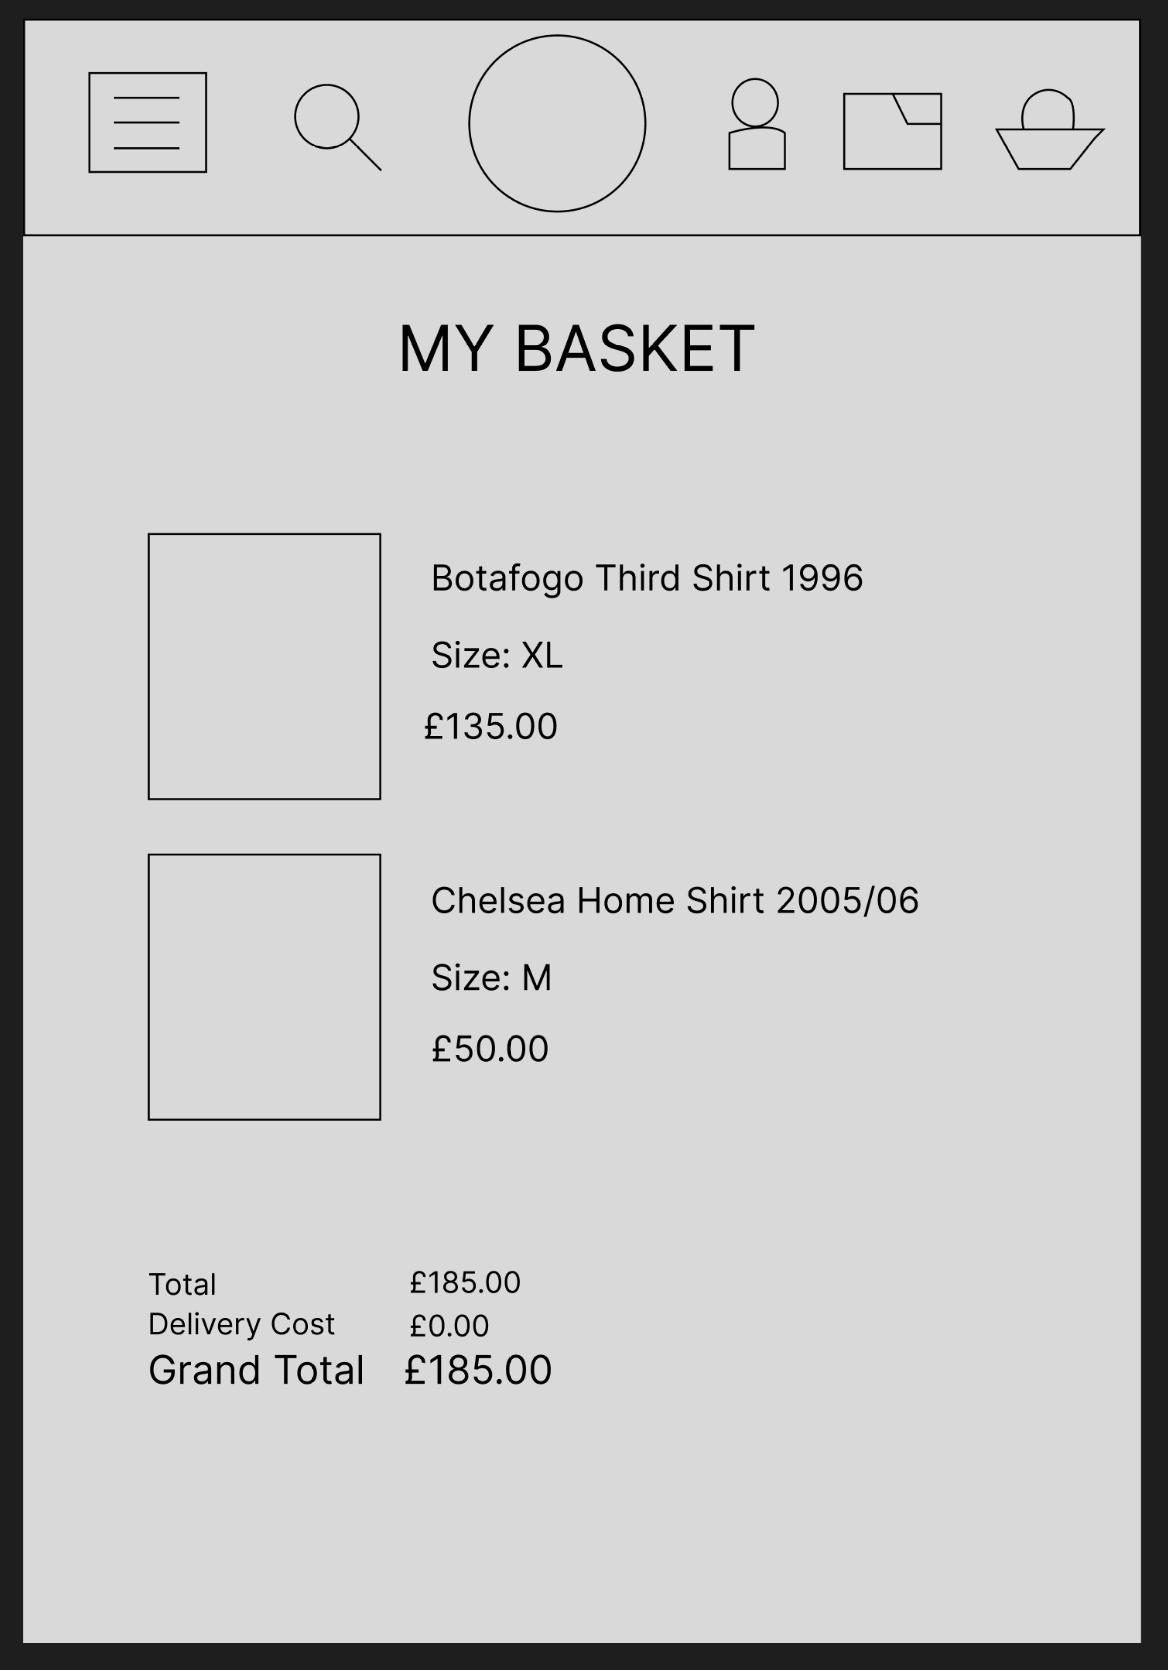 MY BASKET
Botafogo Third Shirt 1996
Size: XL
£135.00
Chelsea Home Shirt 2005/06
Size: M
£50.00
Total £185.00
Delivery Cost £0.00
Grand Total £185.00